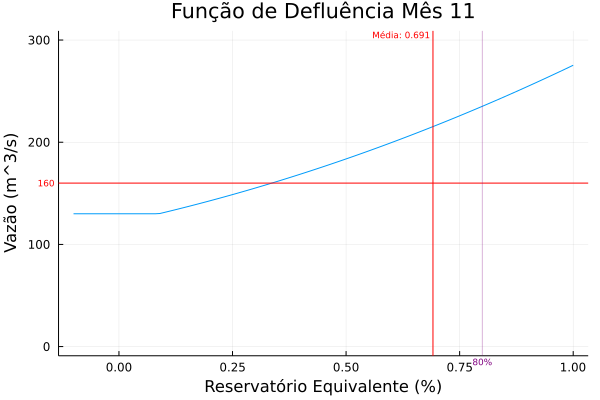 Função de Defluência Mês 11
Média: 0.691
300
200
160
100
0
Vazão (m^3/s)
0.00
0.25
0.50
0.75
80%
1.00
Reservatório Equivalente (%)